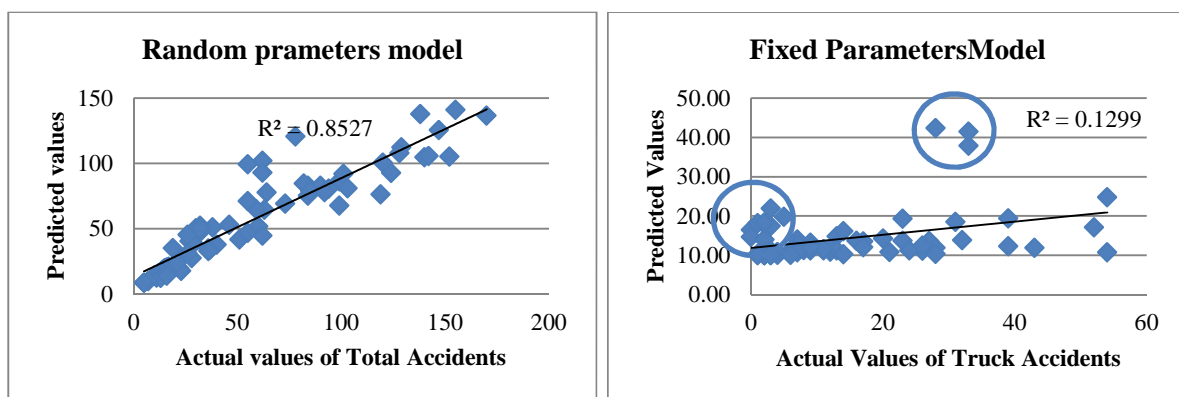 Random prameters model
150
100
50
0
R² = 0.8527
0 50 100 150 200
Predicted values
Actual values of Total Accidents
Fixed ParametersModel
50.00
40.00
30.00
20.00
10.00
0.00
R² = 0.1299
0 20 40 60
Predicted Values
Actual Values of Truck Accidents